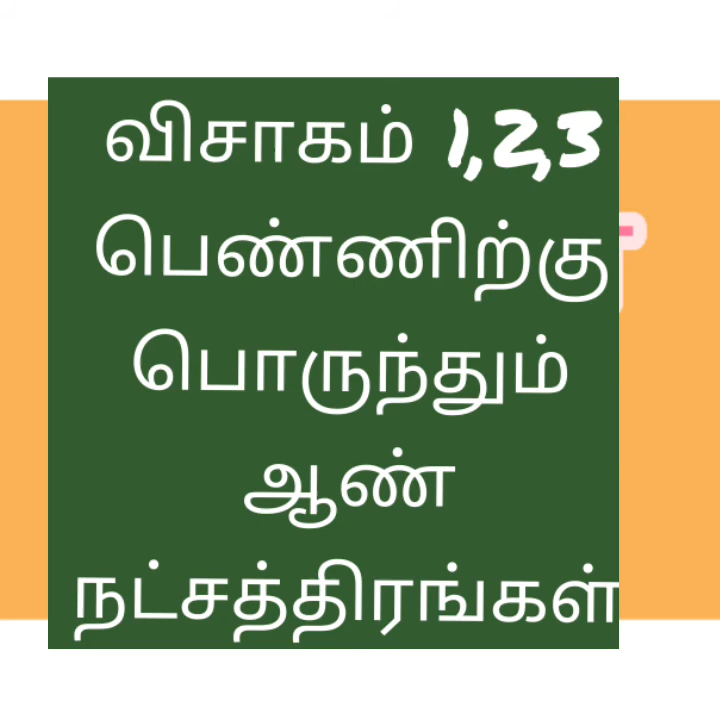 விசாகம் 1,2,3
பெண்ணிற்கு
பொருந்தும்
ஆண்
நட்சத்திரங்கள்